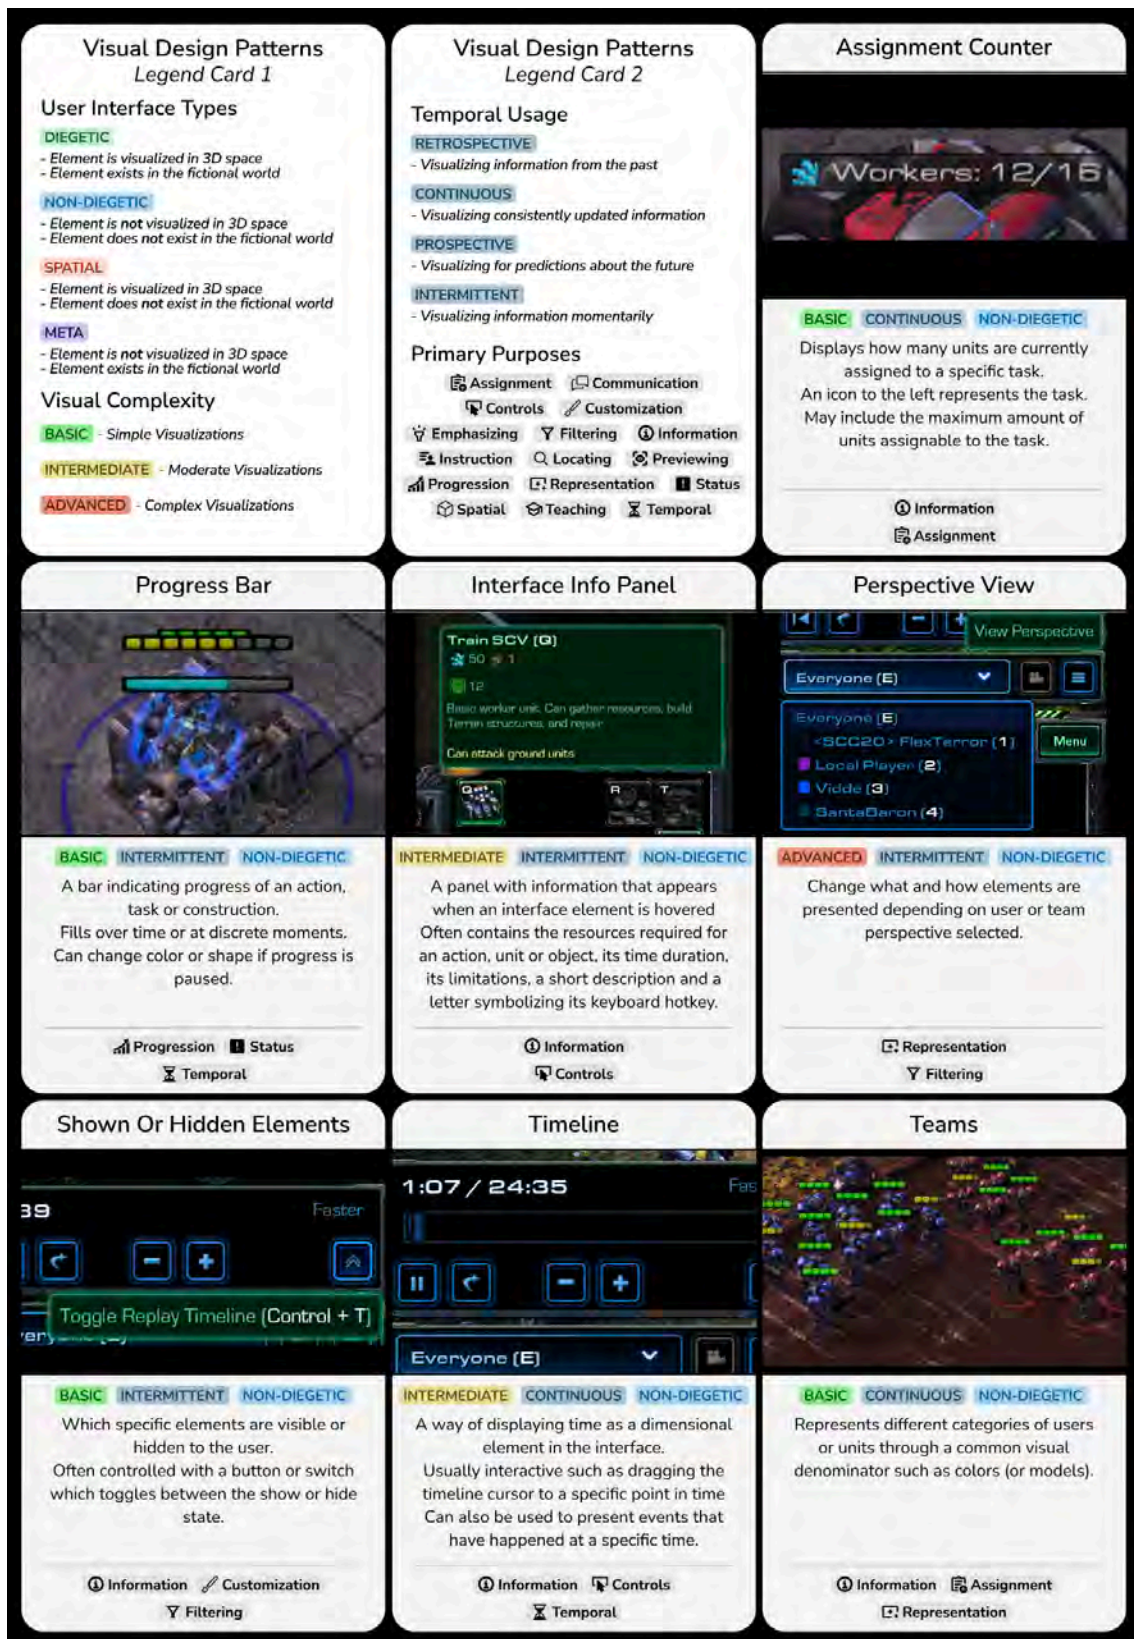 Visual Design Patterns
Legend Card 1
User Interface Types
DIEGETIC
- Element is visualized in 3D space
- Element exists in the fictional world
NON-DIEGETIC
- Element is not visualized in 3D space
- Element does not exist in the fictional world
SPATIAL
- Element is visualized in 3D space
- Element does not exist in the fictional world
META
- Element is not visualized in 3D space
- Element exists in the fictional world
Visual Complexity
BASIC - Simple Visualizations
INTERMEDIATE - Moderate Visualizations
ADVANCED - Complex Visualizations
Visual Design Patterns
Legend Card 2
Temporal Usage
RETROSPECTIVE
- Visualizing information from the past
CONTINUOUS
- Visualizing consistently updated information
PROSPECTIVE
- Visualizing for predictions about the future
INTERMITTENT
- Visualizing information momentarily
Primary Purposes
Assignment Communication
Controls Customization
Emphasizing Filtering Information
Instruction Locating Previewing
Progression Representation Status
Spatial Teaching Temporal
Assignment Counter
Workers: 12/16
BASIC CONTINUOUS NON-DIEGETIC
Displays how many units are currently
assigned to a specific task.
An icon to the left represents the task.
May include the maximum amount of
units assignable to the task.
Information
Assignment
Progress Bar
BASIC INTERMITTENT NON-DIEGETIC
A bar indicating progress of an action,
task or construction.
Fills over time or at discrete moments.
Can change color or shape if progress is
paused.
Progression Status
Temporal
Interface Info Panel
Train SCV (Q)
50 1
12
Basic worker unit. Can gather resources, build
Terran structures, and repair.
Can attack ground units
Q
R T
INTERMEDIATE INTERMITTENT NON-DIEGETIC
A panel with information that appears
when an interface element is hovered
Often contains the resources required for
an action, unit or object, its time duration,
its limitations, a short description and a
letter symbolizing its keyboard hotkey.
Information
Controls
Perspective View
View Perspective
Everyone (E)
Everyone (E)
<SCC20> FlexTerror (1)
Local Player (2)
Vidde (3)
SantaBaron (4)
Menu
ADVANCED INTERMITTENT NON-DIEGETIC
Change what and how elements are
presented depending on user or team
perspective selected.
Representation
Filtering
Shown Or Hidden Elements
39
Faster
Toggle Replay Timeline (Control + T)
BASIC INTERMITTENT NON-DIEGETIC
Which specific elements are visible or
hidden to the user.
Often controlled with a button or switch
which toggles between the show or hide
state.
Information Customization
Filtering
Timeline
1:07 / 24:35
Fas
Everyone (E)
INTERMEDIATE CONTINUOUS NON-DIEGETIC
A way of displaying time as a dimensional
element in the interface.
Usually interactive such as dragging the
timeline cursor to a specific point in time
Can also be used to present events that
have happened at a specific time.
Information Controls
Temporal
Teams
BASIC CONTINUOUS NON-DIEGETIC
Represents different categories of users
or units through a common visual
denominator such as colors (or models).
Information Assignment
Representation